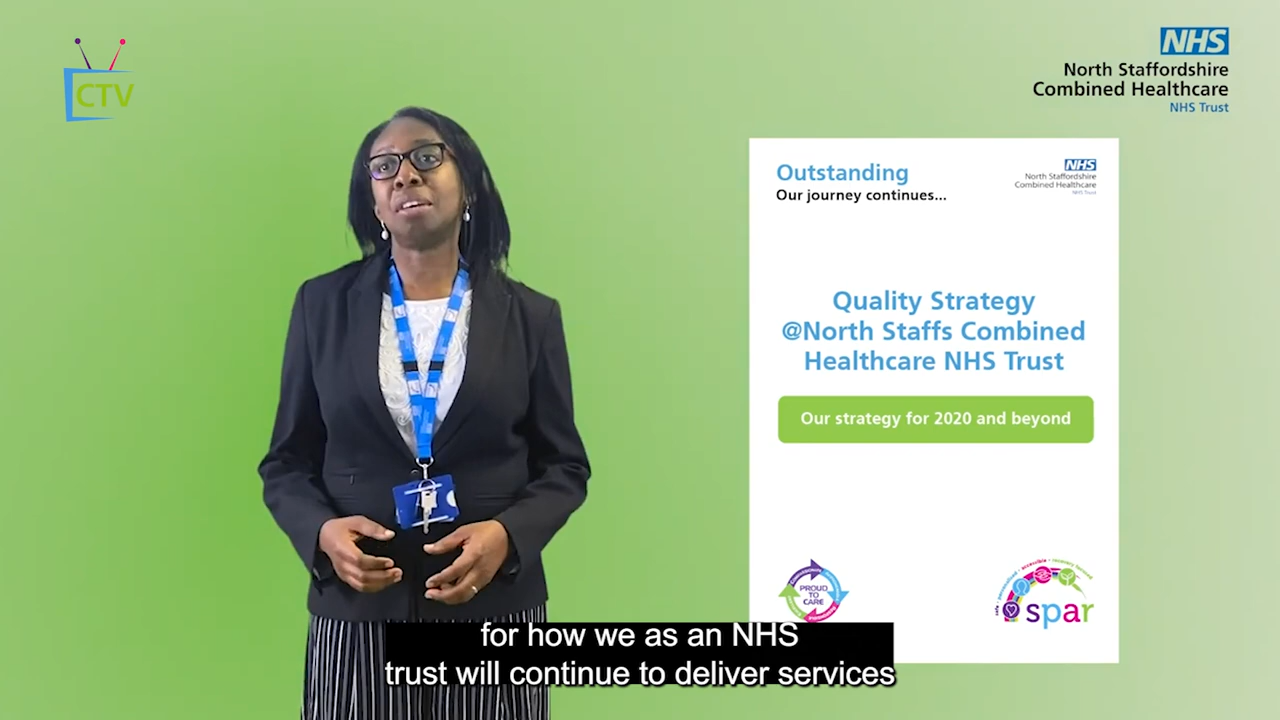 CTV
NHS
North Staffordshire
Combined Healthcare
NHS Trust
Outstanding
Our journey continues...
NHS
North Staffordshire
Combined Healthcare
NHS Trust
Quality Strategy
@North Staffs Combined
Healthcare NHS Trust
Our strategy for 2020 and beyond
PROUD
TO
CARE
spar
for how we as an NHS
trust will continue to deliver services